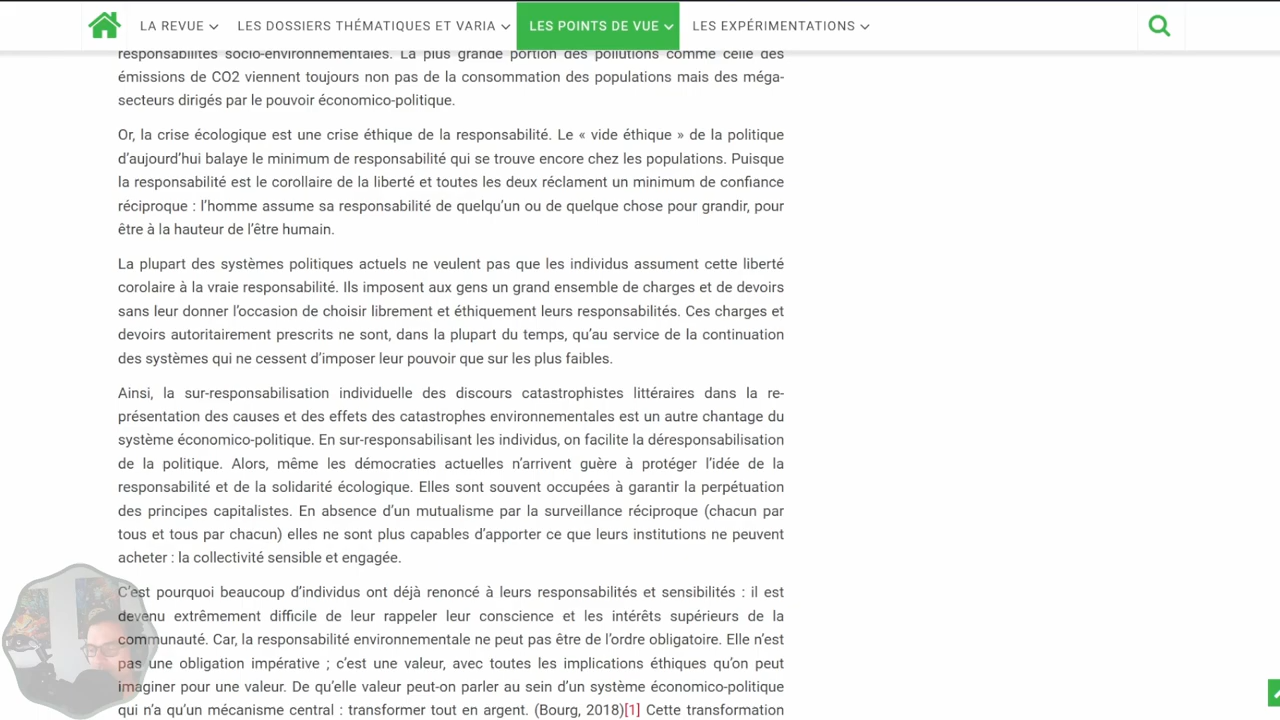 LA REVUE
LES DOSSIERS THÉMATIQUES ET VARIA
LES POINTS DE VUE
LES EXPÉRIMENTATIONS
responsabilités socio-environnementales. La plus grande portion des pollutions comme celle des
émissions de CO2 viennent toujours non pas de la consommation des populations mais des méga-
secteurs dirigés par le pouvoir économico-politique.
Or, la crise écologique est une crise éthique de la responsabilité. Le « vide éthique » de la politique
d'aujourd'hui balaye le minimum de responsabilité qui se trouve encore chez les populations. Puisque
la responsabilité est le corollaire de la liberté et toutes les deux réclament un minimum de confiance
réciproque : l'homme assume sa responsabilité de quelqu'un ou de quelque chose pour grandir, pour
être à la hauteur de l'être humain.
La plupart des systèmes politiques actuels ne veulent pas que les individus assument cette liberté
corolaire à la vraie responsabilité. Ils imposent aux gens un grand ensemble de charges et de devoirs
sans leur donner l'occasion de choisir librement et éthiquement leurs responsabilités. Ces charges et
devoirs autoritairement prescrits ne sont, dans la plupart du temps, qu'au service de la continuation
des systèmes qui ne cessent d'imposer leur pouvoir que sur les plus faibles.
Ainsi, la sur-responsabilisation individuelle des discours catastrophistes littéraires dans la re-
présentation des causes et des effets des catastrophes environnementales est un autre chantage du
système économico-politique. En sur-responsabilisant les individus, on facilite la déresponsabilisation
de la politique. Alors, même les démocraties actuelles n'arrivent guère à protéger l'idée de la
responsabilité et de la solidarité écologique. Elles sont souvent occupées à garantir la perpétuation
des principes capitalistes. En absence d'un mutualisme par la surveillance réciproque (chacun par
tous et tous par chacun) elles ne sont plus capables d'apporter ce que leurs institutions ne peuvent
acheter : la collectivité sensible et engagée.
C'est pourquoi beaucoup d'individus ont déjà renoncé à leurs responsabilités et sensibilités : il est
devenu extrêmement difficile de leur rappeler leur conscience et les intérêts supérieurs de la
communauté. Car, la responsabilité environnementale ne peut pas être de l'ordre obligatoire. Elle n'est
pas une obligation impérative ; c'est une valeur, avec toutes les implications éthiques qu'on peut
imaginer pour une valeur. De qu'elle valeur peut-on parler au sein d'un système économico-politique
qui n'a qu'un mécanisme central : transformer tout en argent. (Bourg, 2018)[1] Cette transformation